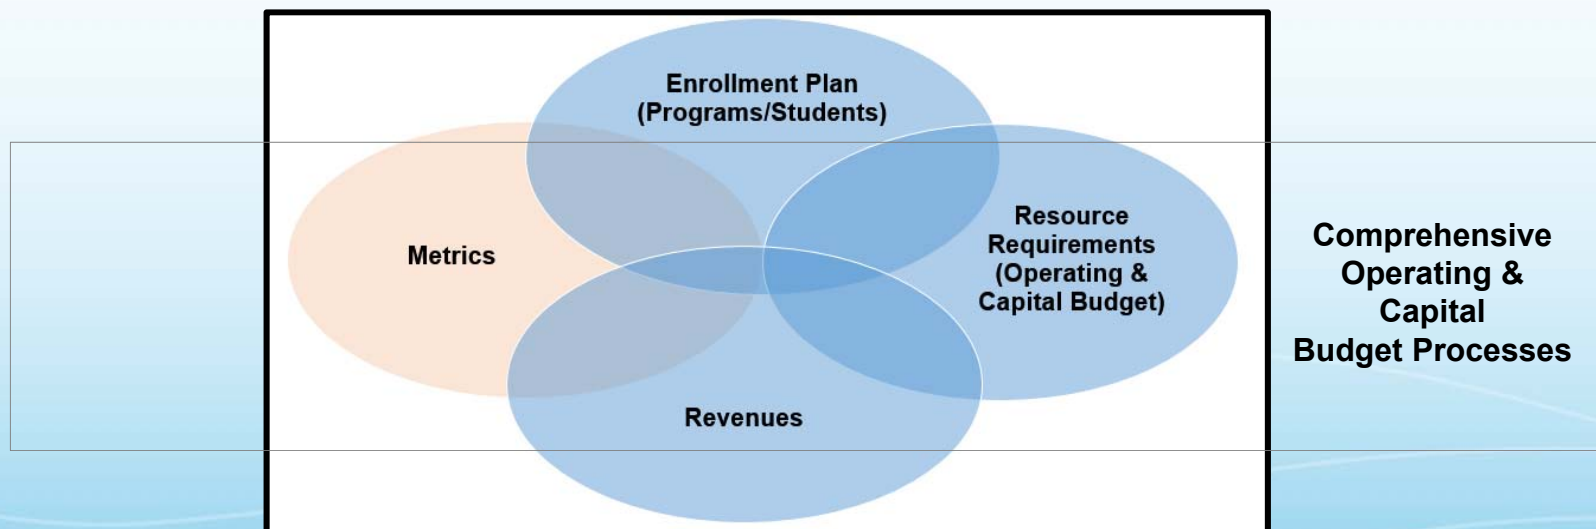 Enrollment Plan
(Programs/Students)
Metrics
Resource
Requirements
(Operating &
Capital Budget)
Revenues
Comprehensive
Operating &
Capital
Budget Processes